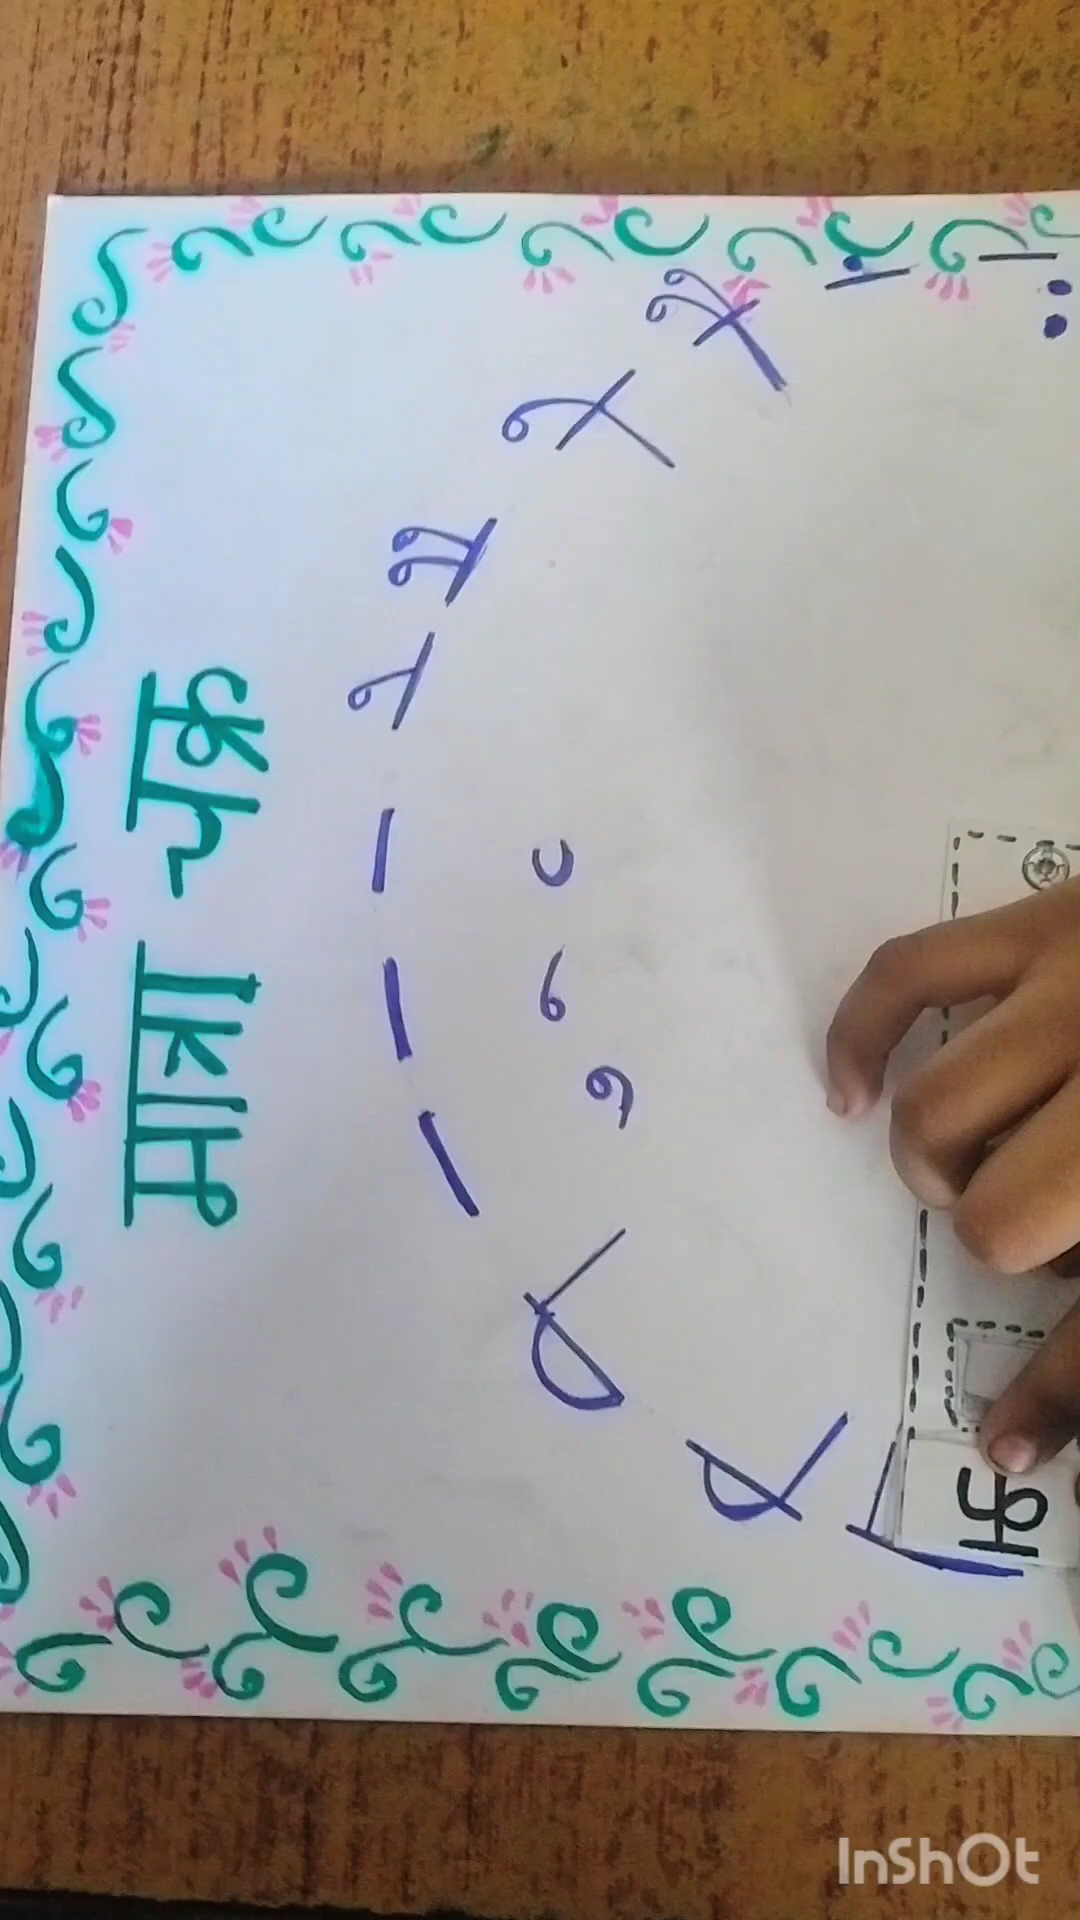 मात्रा चक्र
ा ि ी ु ू ृ े ै ो ौ ं ः
क
InShOt